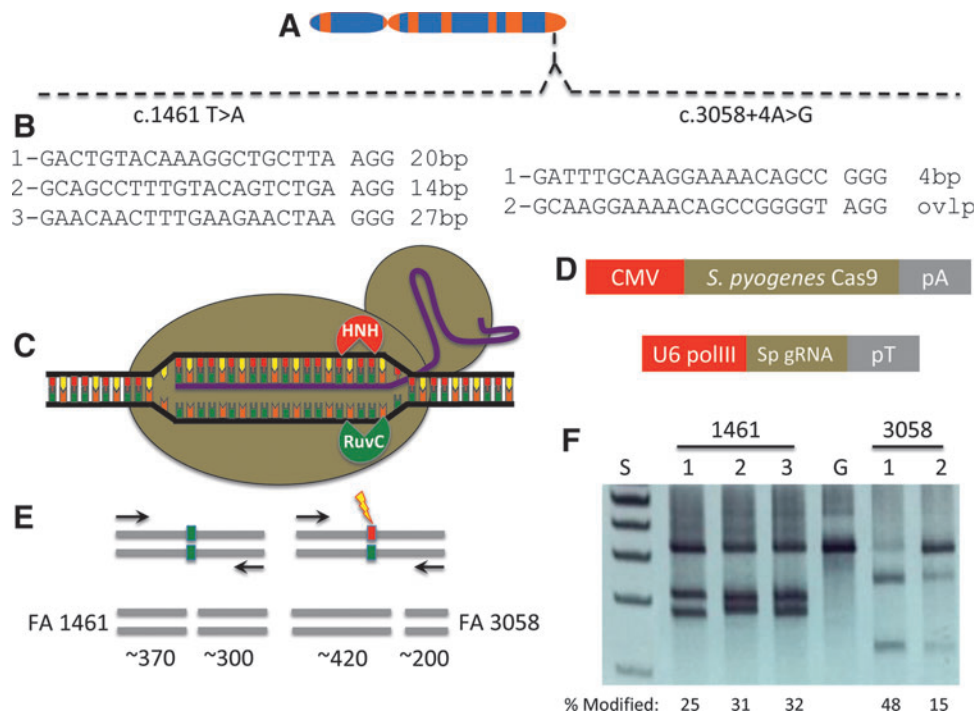 A
c.1461 T>A
c.3058+4A>G
B
1-GACTGTACAAAGGCTGCTTA AGG 20bp
2-GCAGCCTTTGTACAGTCTGA AGG 14bp
3-GAACAACTTTGAAGAACTAA GGG 27bp
1-GATTTGCAAGGAAAACAGCC GGG 4bp
2-GCAAGGAAAACAGCCGGGGT AGG ovlp
C
HNH
RuvC
D
CMV S. pyogenes Cas9 pA
U6 polIII Sp gRNA pT
E
FA 1461
FA 3058
~370 ~300 ~420 ~200
F
1461 3058
S 1 2 3 G 1 2
% Modified: 25 31 32 48 15